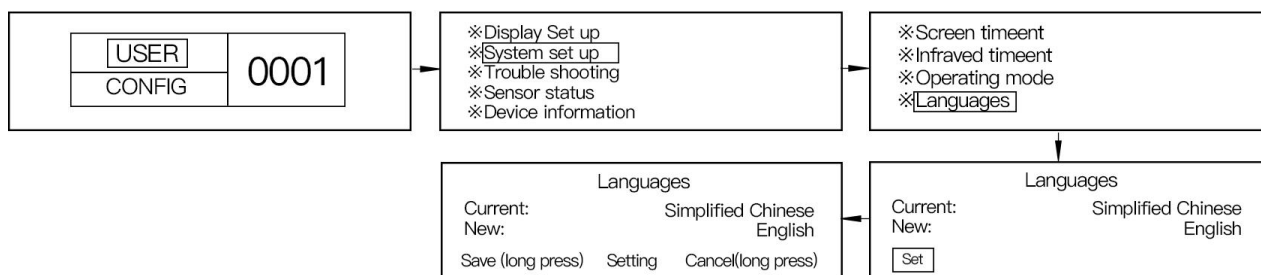 USER
CONFIG
0001
※Display Set up
※System set up
※Trouble shooting
※Sensor status
※Device information
※Screen timeent
※Infraved timeent
※Operating mode
※Languages
Languages
Current: Simplified Chinese
New: English
Set
Languages
Current: Simplified Chinese
New: English
Save (long press) Setting Cancel(long press)